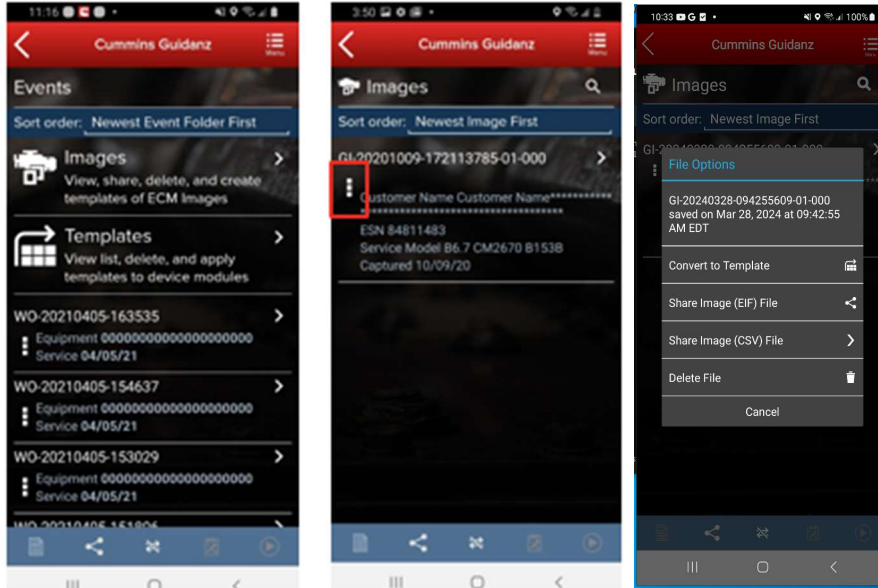 11:16
Cummins Guidanz
Menu
Events
Sort order: Newest Event Folder First
Images
View, share, delete, and create
templates of ECM Images
Templates
View list, delete, and apply
templates to device modules
WO-20210405-163535
Equipment 00000000000000000000
Service 04/05/21
WO-20210405-154637
Equipment 00000000000000000000
Service 04/05/21
WO-20210405-153029
Equipment 00000000000000000000
Service 04/05/21
3:50
Cummins Guidanz
Menu
Images
Sort order: Newest Image First
GI-20201009-172113785-01-000
Customer Name Customer Name***********
************************************
ESN 84811483
Service Model B6.7 CM2670 B153B
Captured 10/09/20
10:33
G
100%
Cummins Guidanz
Menu
Images
Sort order: Newest Image First
File Options
GI-20240328-094255609-01-000
saved on Mar 28, 2024 at 09:42:55
AM EDT
Convert to Template
Share Image (EIF) File
Share Image (CSV) File
Delete File
Cancel